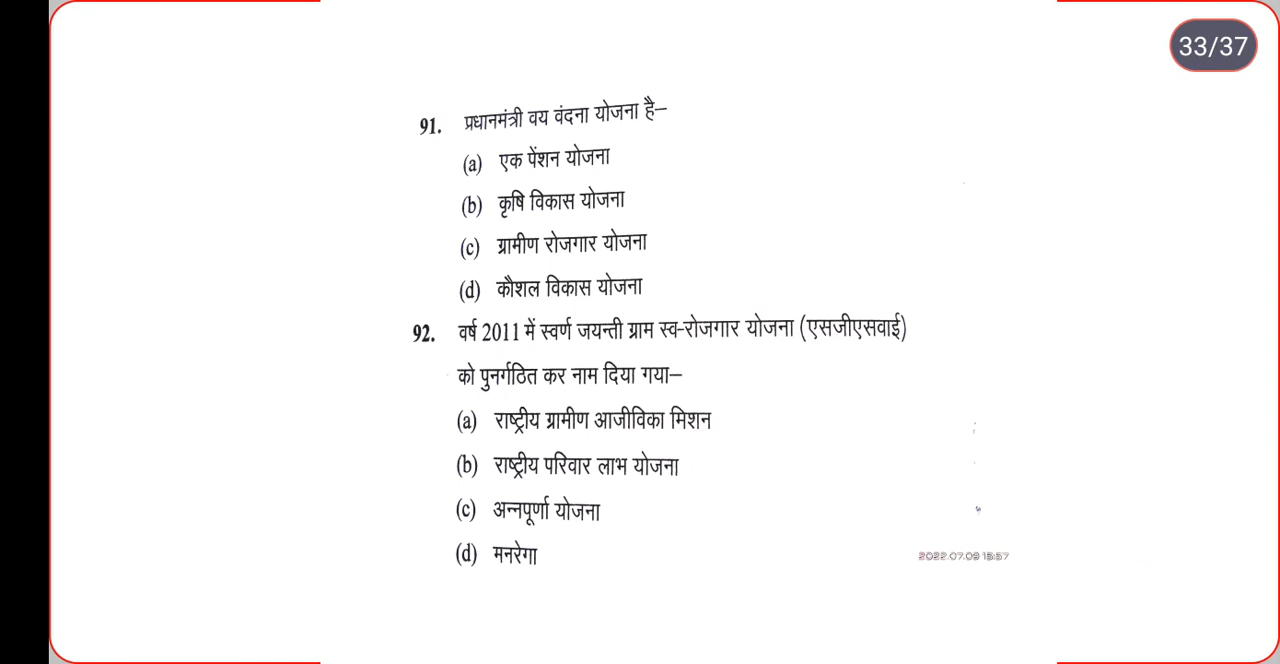 33/37
91. प्रधानमंत्री वय वंदना योजना है–
(a) एक पेंशन योजना
(b) कृषि विकास योजना
(c) ग्रामीण रोजगार योजना
(d) कौशल विकास योजना
92. वर्ष 2011 में स्वर्ण जयन्ती ग्राम स्व-रोजगार योजना (एसजीएसवाई)
को पुनर्गठित कर नाम दिया गया–
(a) राष्ट्रीय ग्रामीण आजीविका मिशन
(b) राष्ट्रीय परिवार लाभ योजना
(c) अन्नपूर्णा योजना
(d) मनरेगा
2022.07.09 15:57